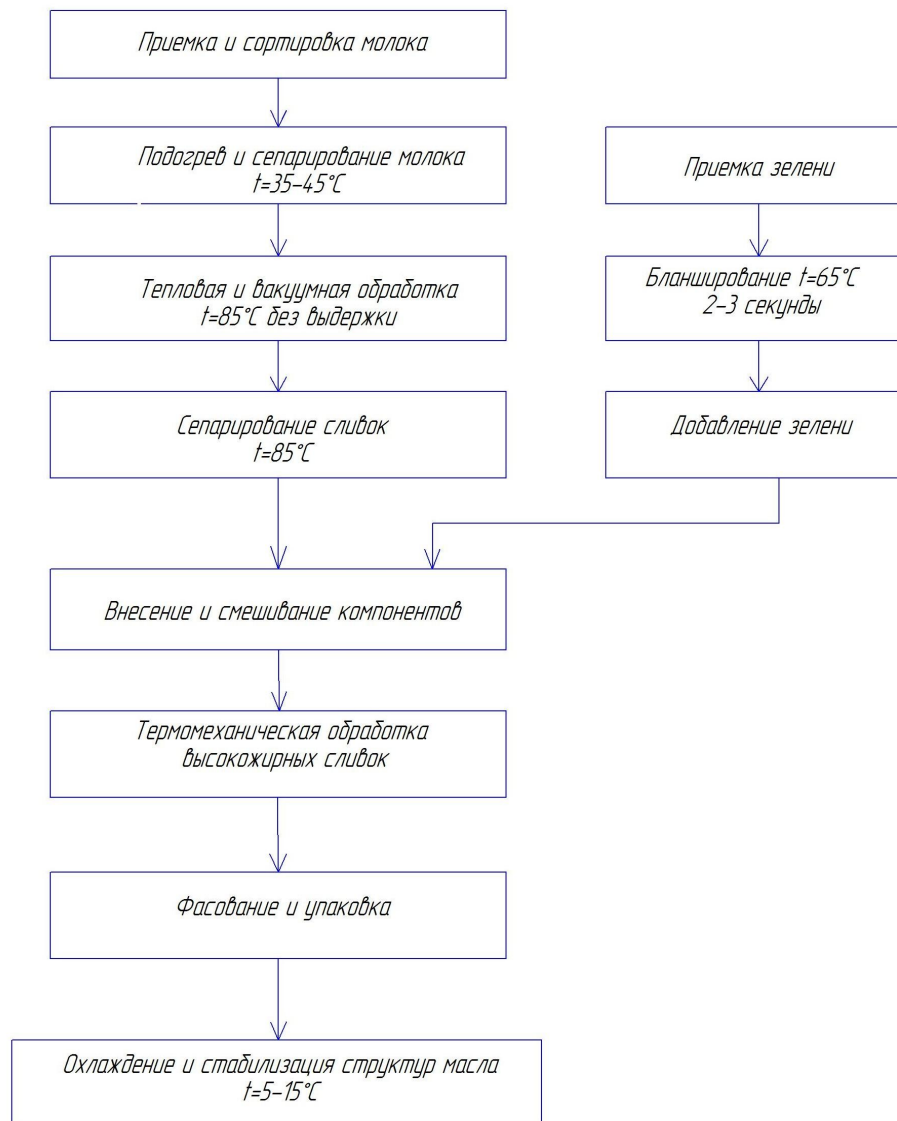 Приемка и сортировка молока
Подогрев и сепарирование молока
t=35-45°C
Приемка зелени
Тепловая и вакуумная обработка
t=85°C без выдержки
Бланширование t=65°C
2-3 секунды
Сепарирование сливок
t=85°C
Добавление зелени
Внесение и смешивание компонентов
Термомеханическая обработка
высокожирных сливок
Фасование и упаковка
Охлаждение и стабилизация структур масла
t=5-15°C